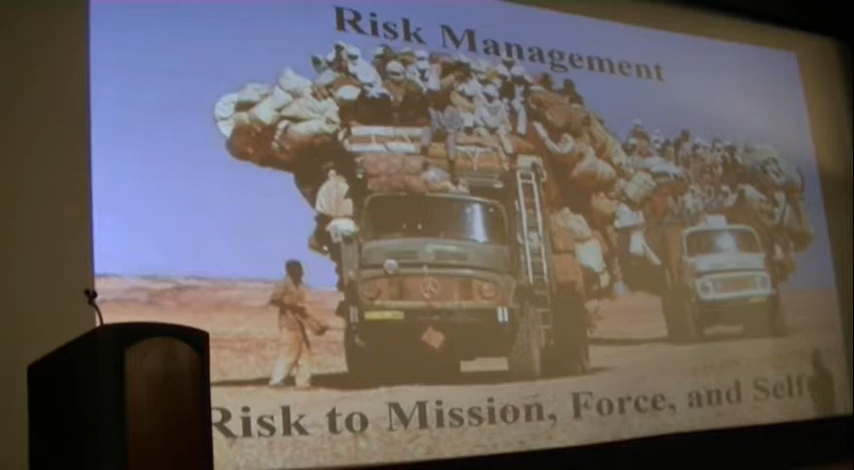 Risk Management
Risk to Mission, Force, and Self